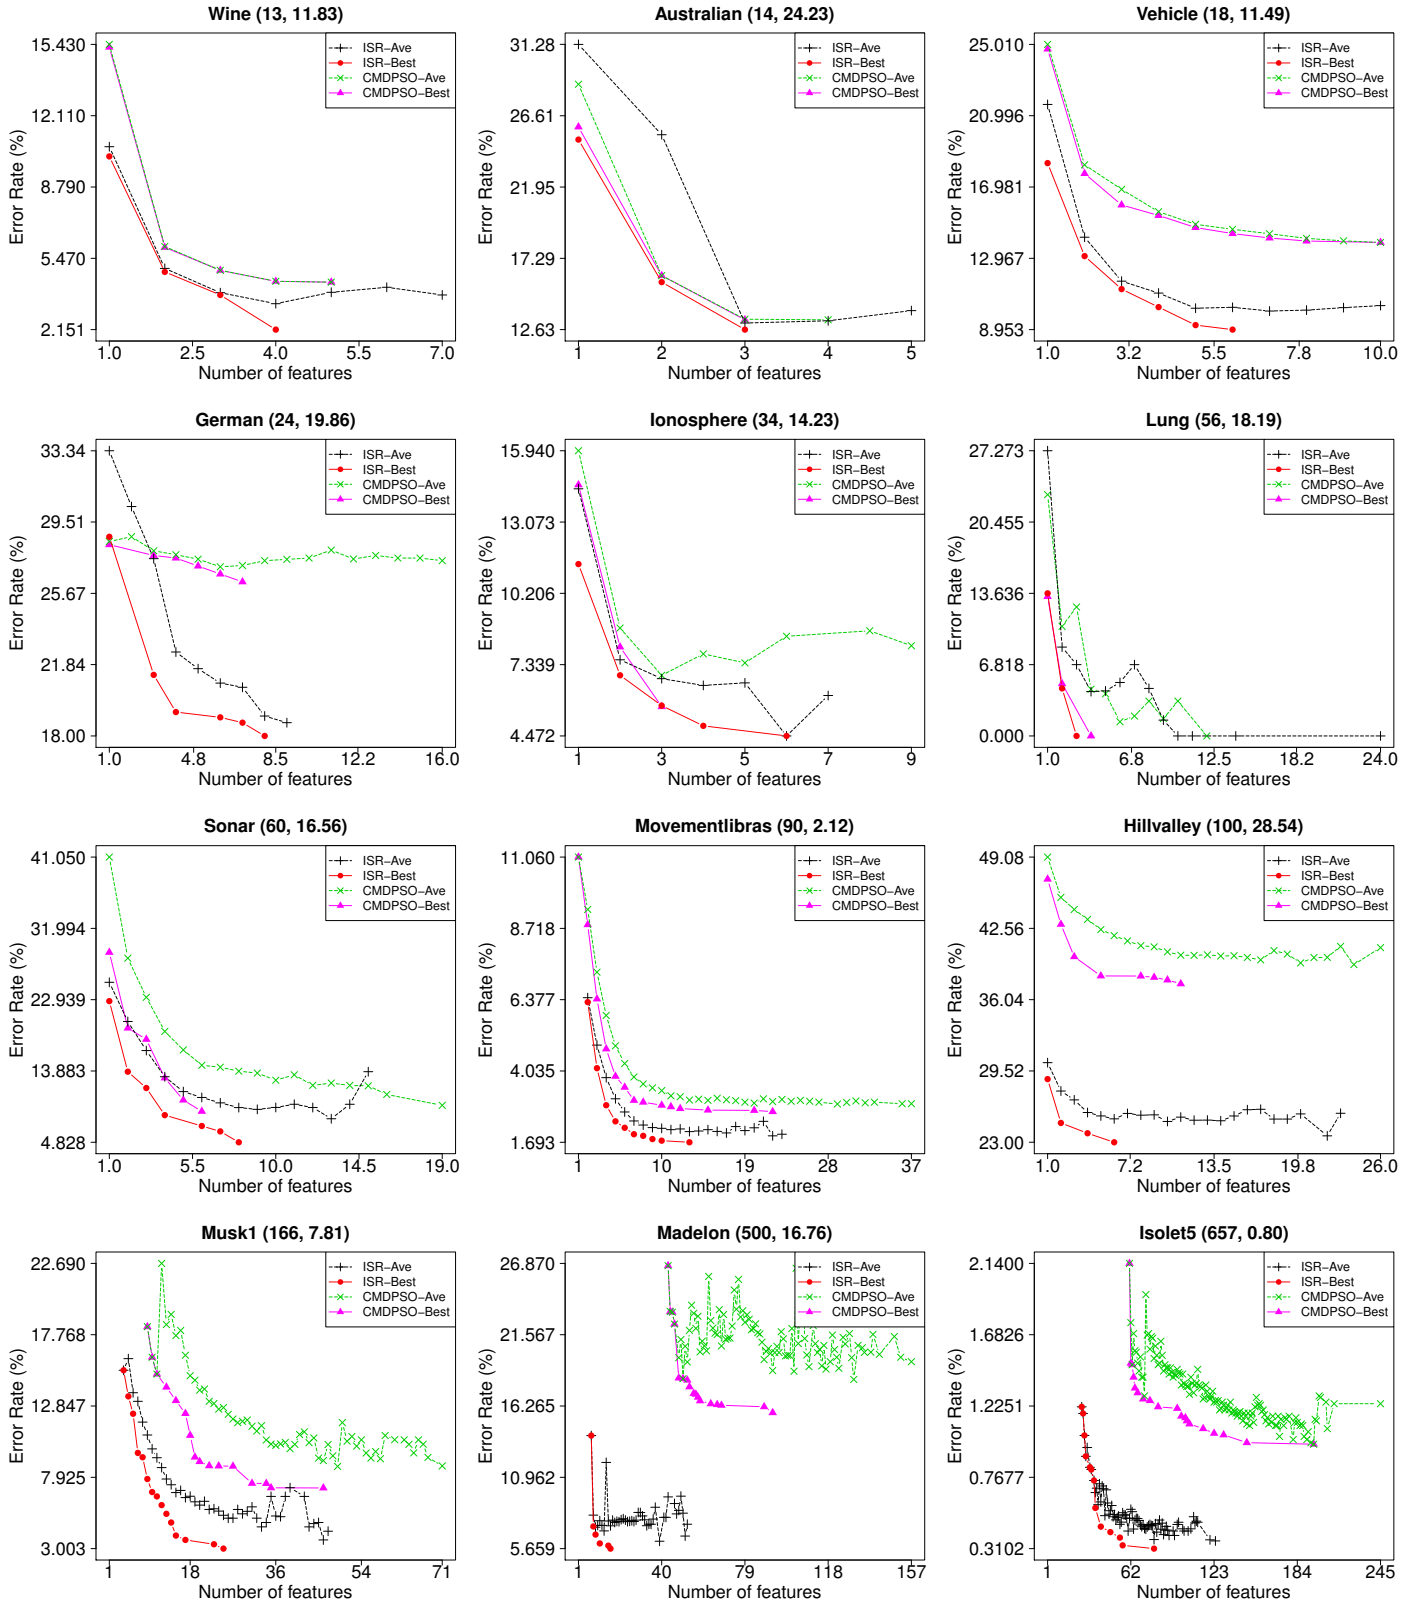 Wine (13, 11.83)
15.430
12.110
8.790
5.470
2.151
Error Rate (%)
ISR-Ave
ISR-Best
CMDPSO-Ave
CMDPSO-Best
1.0 2.5 4.0 5.5 7.0
Number of features
Australian (14, 24.23)
31.28
26.61
21.95
17.29
12.63
Error Rate (%)
ISR-Ave
ISR-Best
CMDPSO-Ave
CMDPSO-Best
1 2 3 4 5
Number of features
Vehicle (18, 11.49)
25.010
20.996
16.981
12.967
8.953
Error Rate (%)
ISR-Ave
ISR-Best
CMDPSO-Ave
CMDPSO-Best
1.0 3.2 5.5 7.8 10.0
Number of features
German (24, 19.86)
33.34
29.51
25.67
21.84
18.00
Error Rate (%)
ISR-Ave
ISR-Best
CMDPSO-Ave
CMDPSO-Best
1.0 4.8 8.5 12.2 16.0
Number of features
Ionosphere (34, 14.23)
15.940
13.073
10.206
7.339
4.472
Error Rate (%)
ISR-Ave
ISR-Best
CMDPSO-Ave
CMDPSO-Best
1 3 5 7 9
Number of features
Lung (56, 18.19)
27.273
20.455
13.636
6.818
0.000
Error Rate (%)
ISR-Ave
ISR-Best
CMDPSO-Ave
CMDPSO-Best
1.0 6.8 12.5 18.2 24.0
Number of features
Sonar (60, 16.56)
41.050
31.994
22.939
13.883
4.828
Error Rate (%)
ISR-Ave
ISR-Best
CMDPSO-Ave
CMDPSO-Best
1.0 5.5 10.0 14.5 19.0
Number of features
Movementlibras (90, 2.12)
11.060
8.718
6.377
4.035
1.693
Error Rate (%)
ISR-Ave
ISR-Best
CMDPSO-Ave
CMDPSO-Best
1 10 19 28 37
Number of features
Hillvalley (100, 28.54)
49.08
42.56
36.04
29.52
23.00
Error Rate (%)
ISR-Ave
ISR-Best
CMDPSO-Ave
CMDPSO-Best
1.0 7.2 13.5 19.8 26.0
Number of features
Musk1 (166, 7.81)
22.690
17.768
12.847
7.925
3.003
Error Rate (%)
ISR-Ave
ISR-Best
CMDPSO-Ave
CMDPSO-Best
1 18 36 54 71
Number of features
Madelon (500, 16.76)
26.870
21.567
16.265
10.962
5.659
Error Rate (%)
ISR-Ave
ISR-Best
CMDPSO-Ave
CMDPSO-Best
1 40 79 118 157
Number of features
Isolet5 (657, 0.80)
2.1400
1.6826
1.2251
0.7677
0.3102
Error Rate (%)
ISR-Ave
ISR-Best
CMDPSO-Ave
CMDPSO-Best
1 62 123 184 245
Number of features